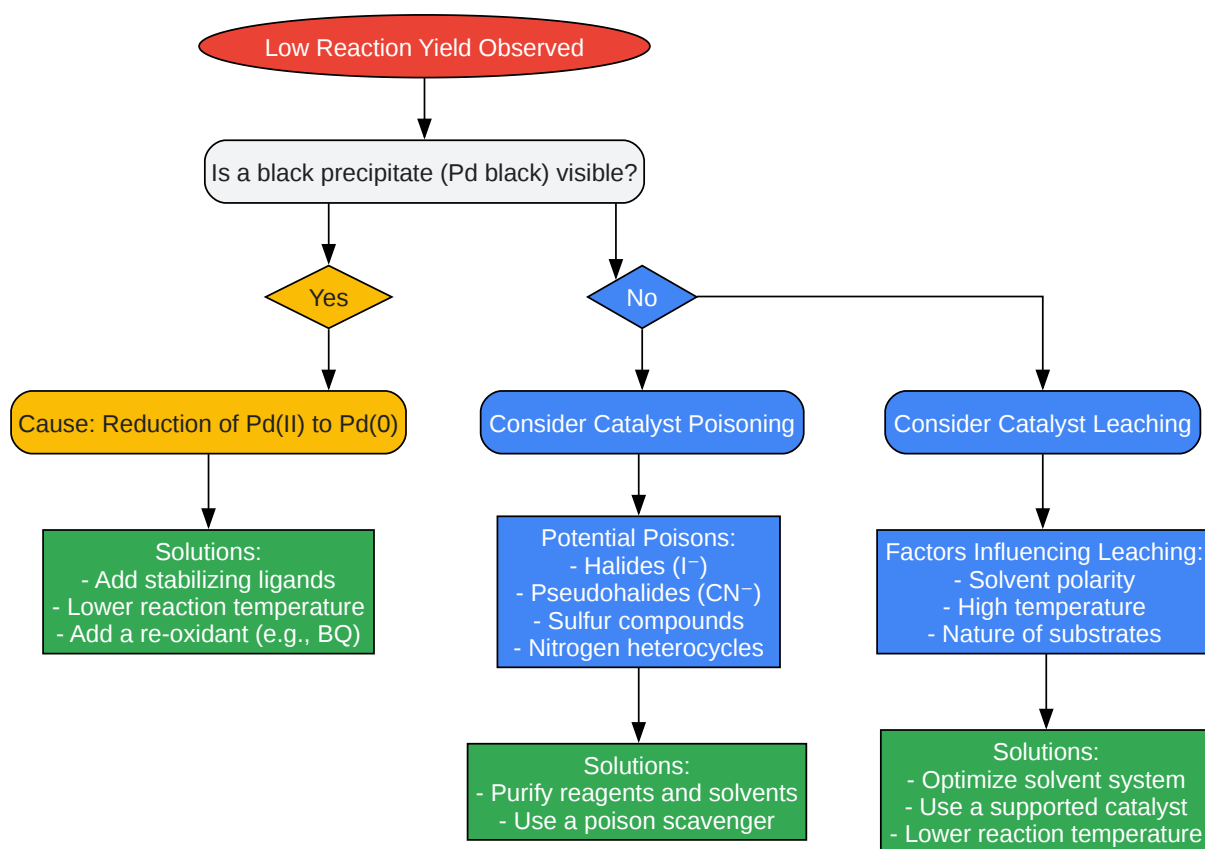 Low Reaction Yield Observed
Is a black precipitate (Pd black) visible?
Yes
No
Cause: Reduction of Pd(II) to Pd(0)
Consider Catalyst Poisoning
Consider Catalyst Leaching
Solutions:
- Add stabilizing ligands
- Lower reaction temperature
- Add a re-oxidant (e.g., BQ)
Potential Poisons:
- Halides (I⁻)
- Pseudohalides (CN⁻)
- Sulfur compounds
- Nitrogen heterocycles
Factors Influencing Leaching:
- Solvent polarity
- High temperature
- Nature of substrates
Solutions:
- Purify reagents and solvents
- Use a poison scavenger
Solutions:
- Optimize solvent system
- Use a supported catalyst
- Lower reaction temperature